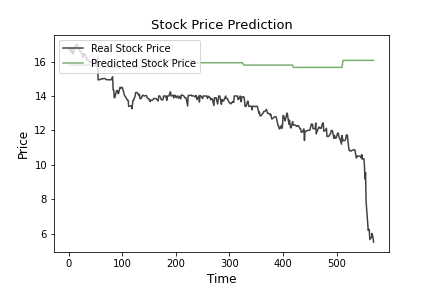 Stock Price Prediction
Real Stock Price
Predicted Stock Price
16
14
12
10
8
6
Price
0 100 200 300 400 500
Time